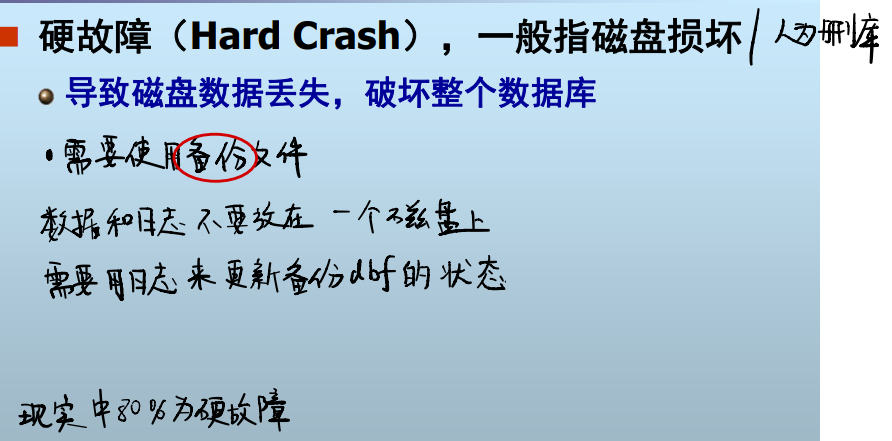 硬故障（Hard Crash），一般指磁盘损坏/人为删库
导致磁盘数据丢失，破坏整个数据库
•需要使用备份文件
数据和日志不要放在一个磁盘上
需要用日志来更新备份dbf的状态
现实中80%为硬故障